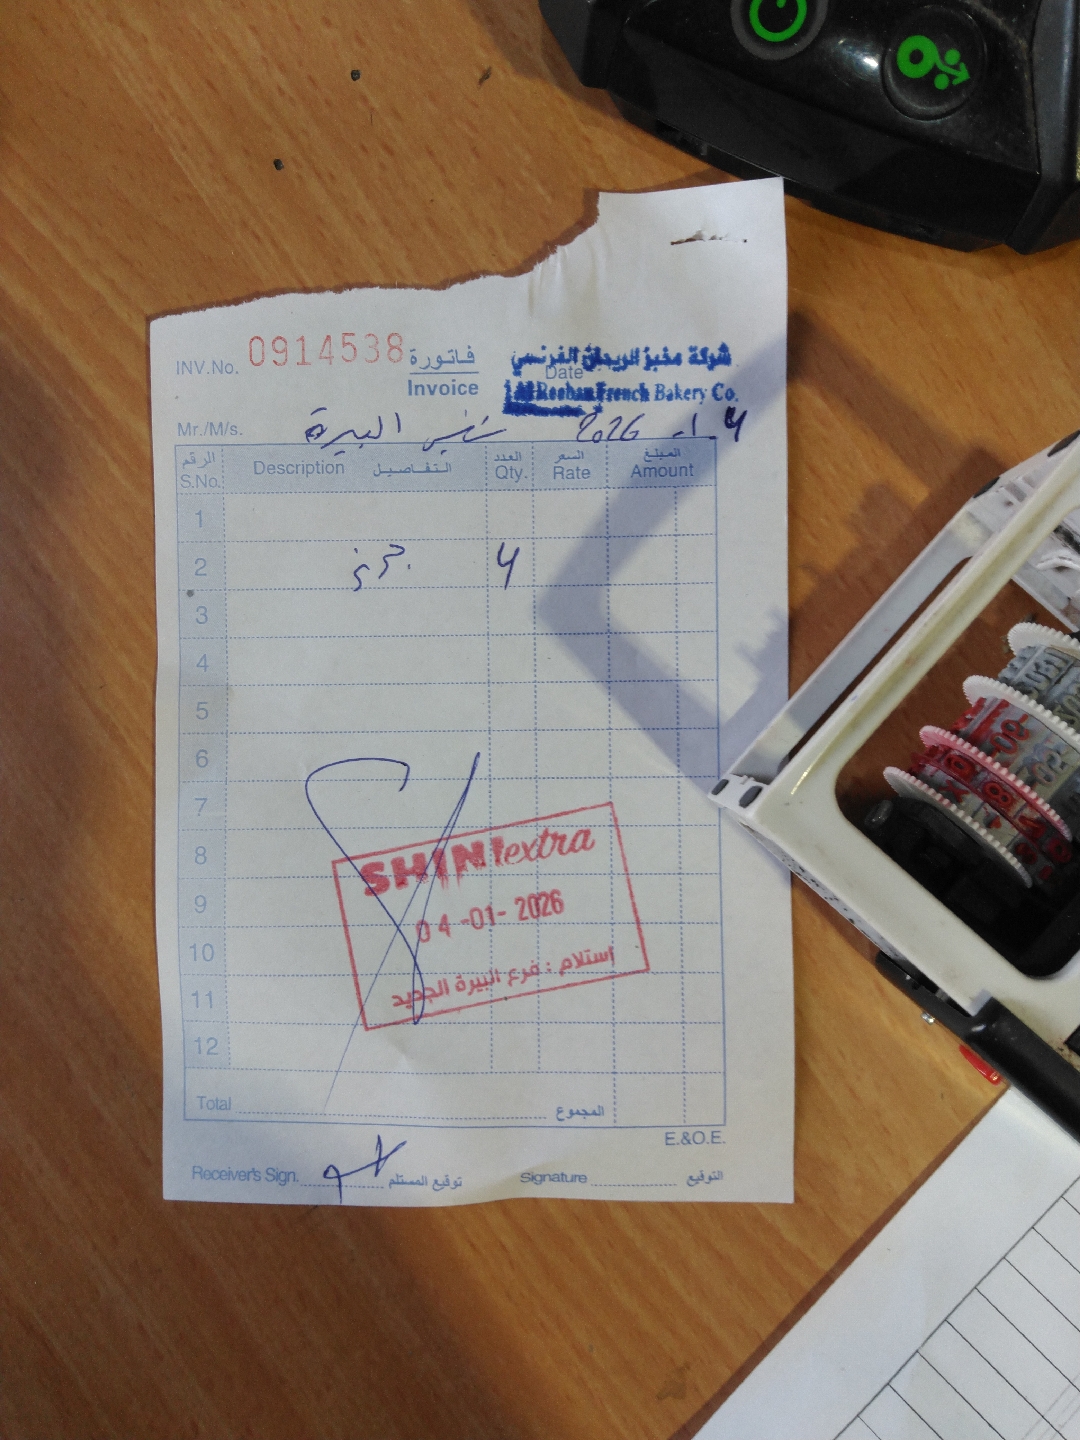 INV.No. 0914538 فاتورة
Invoice
شركة مخبز الريحان الفرنسي
Date
Al Reehan French Bakery Co.
Mr./M/s. شيني البيرة 2026 -1- 4
الرقم S.No. Description التفاصيل العدد Qty. السعر Rate المبلغ Amount
1
2 4
3
4
5
6
7
8
9
10
11
12
SHINI extra
04-01-2026
استلام : فرع البيرة الجديد
Total المجموع
E.&O.E.
Receiver's Sign. توقيع المستلم Signature التوقيع